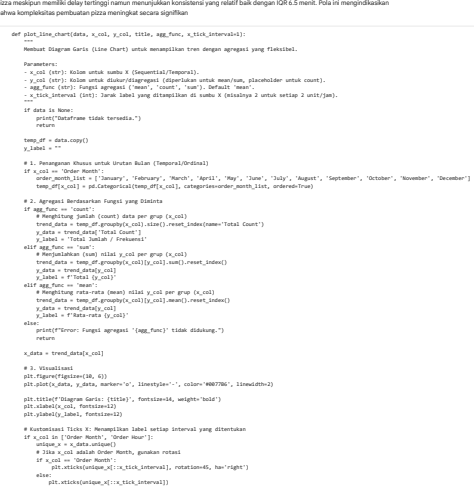 izza meskipun memiliki delay tertinggi namun menunjukkan konsistensi yang relatif baik dengan IQR 6.5 menit. Pola ini mengindikasikan
ahwa kompleksitas pembuatan pizza meningkat secara signifikan
def plot_line_chart(data, x_col, y_col, title, agg_func, x_tick_interval=1):
"""
Membuat Diagram Garis (Line Chart) untuk menampilkan tren dengan agregasi yang fleksibel.
Parameters:
- x_col (str): Kolom untuk sumbu X (Sequential/Temporal).
- y_col (str): Kolom untuk diukur/diagregasi (diperlukan untuk mean/sum, placeholder untuk count).
- agg_func (str): Fungsi agregasi ('mean', 'count', 'sum'). Default 'mean'.
- x_tick_interval (int): Jarak label yang ditampilkan di sumbu X (misalnya 2 untuk setiap 2 unit/jam).
"""
if data is None:
print("Dataframe tidak tersedia.")
return
temp_df = data.copy()
y_label = ""
# 1. Penanganan Khusus untuk Urutan Bulan (Temporal/Ordinal)
if x_col == 'Order Month':
order_month_list = ['January', 'February', 'March', 'April', 'May', 'June', 'July', 'August', 'September', 'October', 'November', 'December']
temp_df[x_col] = pd.Categorical(temp_df[x_col], categories=order_month_list, ordered=True)
# 2. Agregasi Berdasarkan Fungsi yang Diminta
if agg_func == 'count':
# Menghitung jumlah (count) data per grup (x_col)
trend_data = temp_df.groupby(x_col).size().reset_index(name='Total Count')
y_data = trend_data['Total Count']
y_label = 'Total Jumlah / Frekuensi'
elif agg_func == 'sum':
# Menjumlahkan (sum) nilai y_col per grup (x_col)
trend_data = temp_df.groupby(x_col)[y_col].sum().reset_index()
y_data = trend_data[y_col]
y_label = f'Total {y_col}'
elif agg_func == 'mean':
# Menghitung rata-rata (mean) nilai y_col per grup (x_col)
trend_data = temp_df.groupby(x_col)[y_col].mean().reset_index()
y_data = trend_data[y_col]
y_label = f'Rata-rata {y_col}'
else:
print(f"Error: Fungsi agregasi '{agg_func}' tidak didukung.")
return
x_data = trend_data[x_col]
# 3. Visualisasi
plt.figure(figsize=(10, 6))
plt.plot(x_data, y_data, marker='o', linestyle='-', color='#007786', linewidth=2)
plt.title(f'Diagram Garis: {title}', fontsize=14, weight='bold')
plt.xlabel(x_col, fontsize=12)
plt.ylabel(y_label, fontsize=12)
# Kustomisasi Ticks X: Menampilkan label setiap interval yang ditentukan
if x_col in ['Order Month', 'Order Hour']:
unique_x = x_data.unique()
# Jika x_col adalah Order Month, gunakan rotasi
if x_col == 'Order Month':
plt.xticks(unique_x[::x_tick_interval], rotation=45, ha='right')
else:
plt.xticks(unique_x[::x_tick_interval])